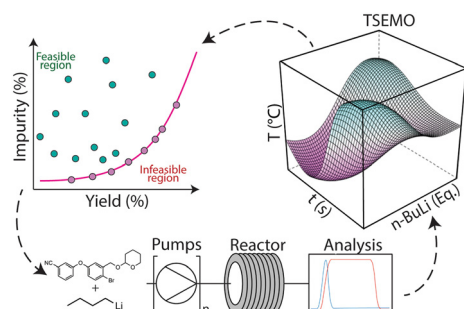 TSEMO
Feasible
region
Impurity (%)
Infeasible
region
Yield (%)
T (°C)
t (s)
n-BuLi (Eq.)
NC
O
O
O
Br
+
Li
Pumps
n
Reactor
Analysis